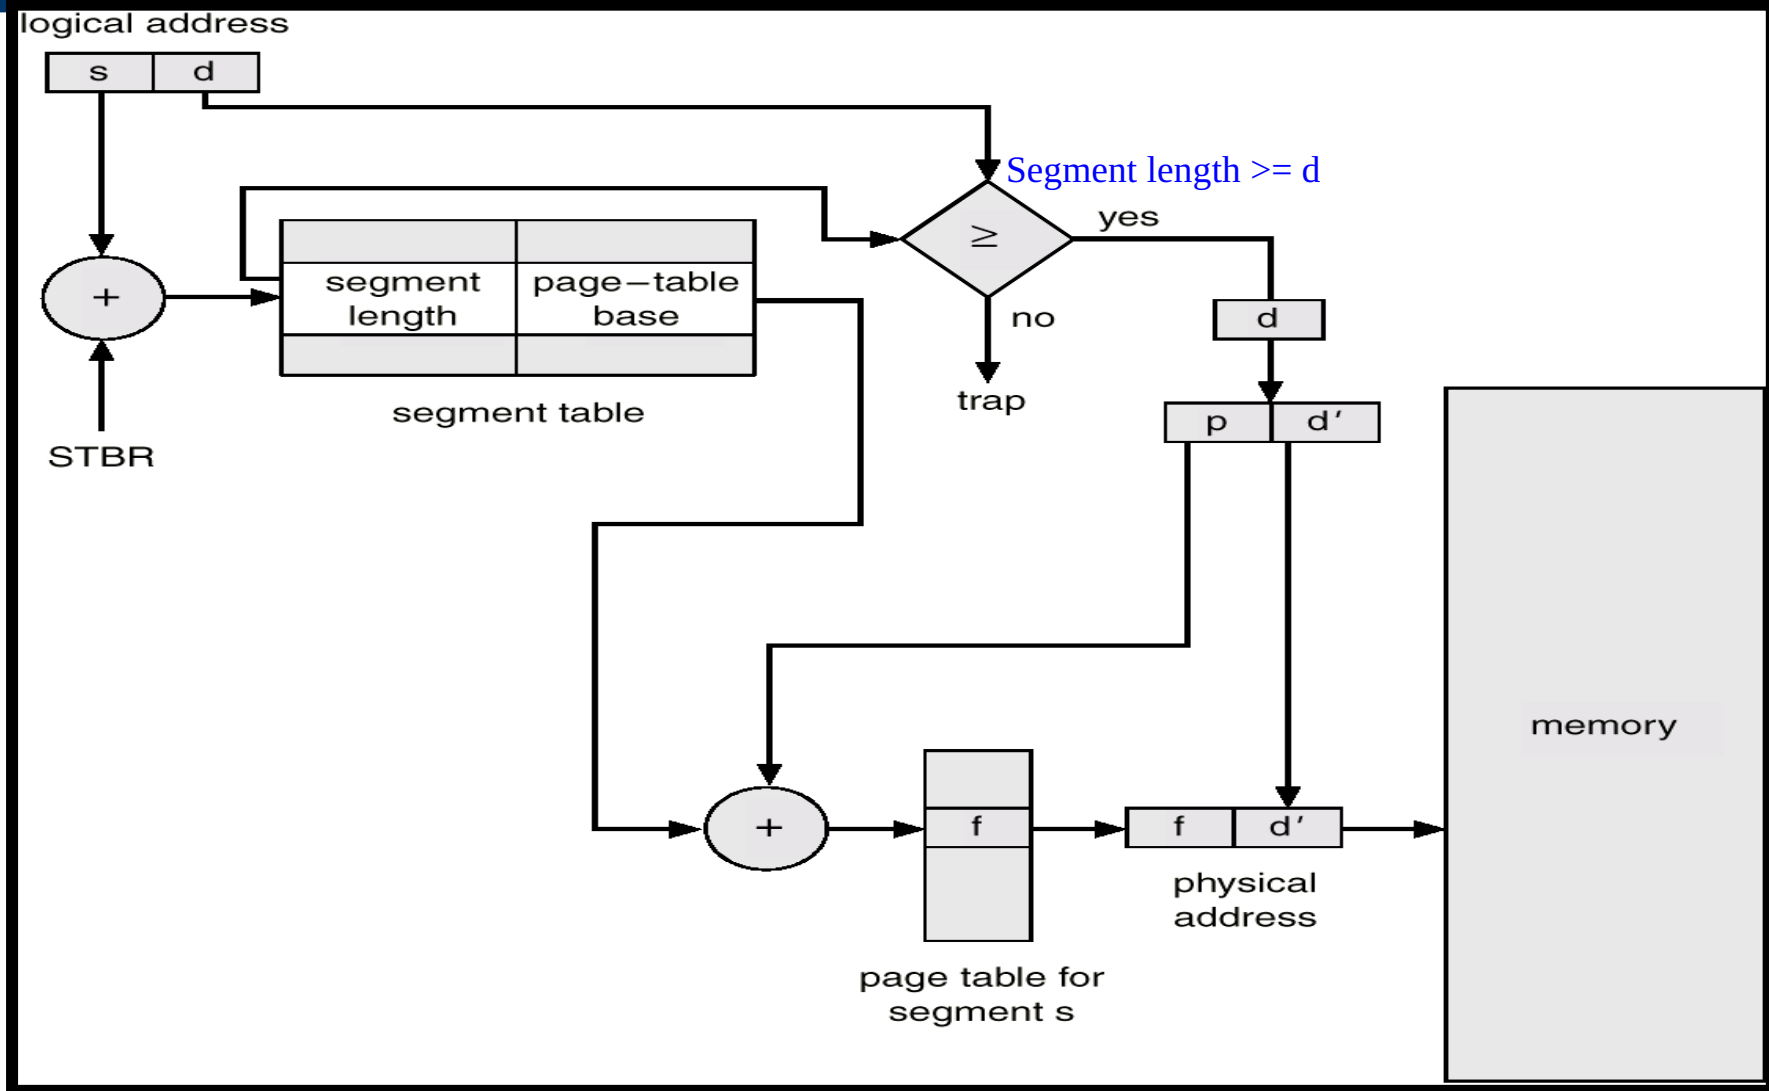 logical address
s d
Segment length >= d
≥
yes
no
trap
+
segment length
page–table base
segment table
STBR
d
p d′
memory
+
f
f d′
physical
address
page table for
segment s